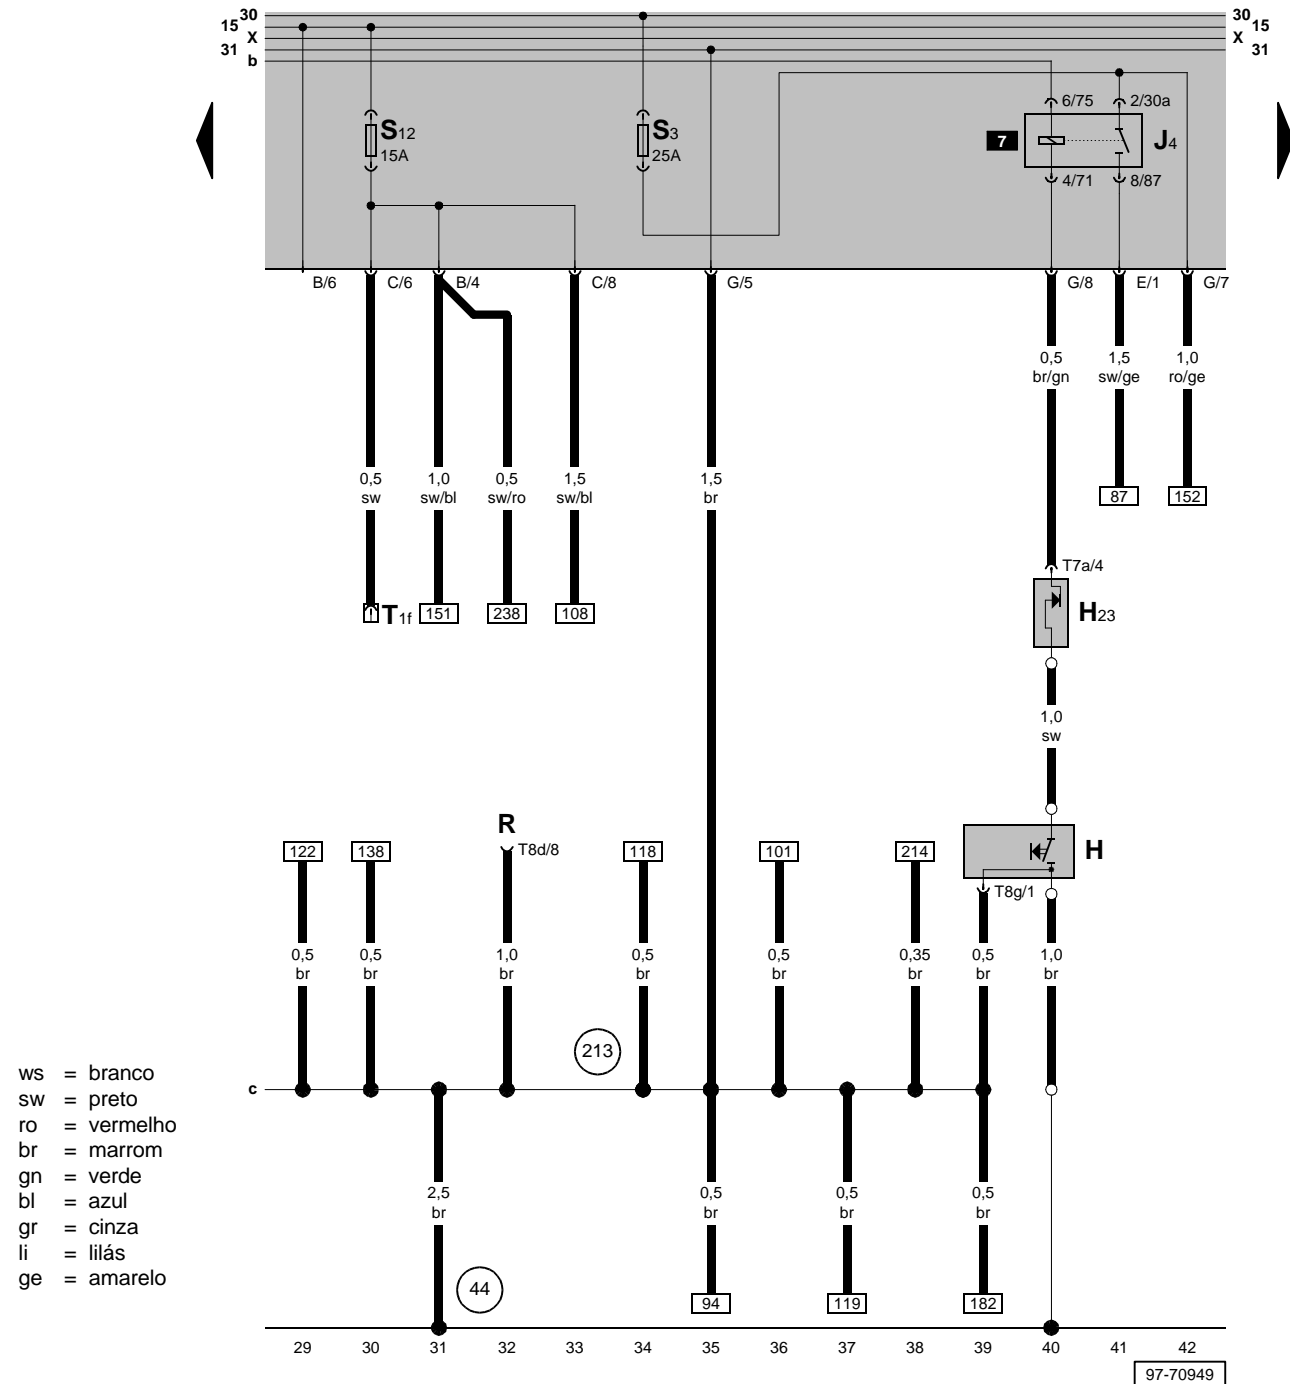 30 30
15 15
X X
31 31
b
6/75 2/30a
S12
15A
S3
25A
7
J4
4/71 8/87
B/6 C/6 B/4 C/8 G/5 G/8 E/1 G/7
0,5 1,5 1,0
br/gn sw/ge ro/ge
0,5 1,0 0,5 1,5 1,5
sw sw/bl sw/ro sw/bl br
87 152
T7a/4
T1f 151 238 108
H23
1,0
sw
R
122 138 T8d/8 118 101 214 H
T8g/1
0,5 0,5 1,0 0,5 0,5 0,35 0,5 1,0
br br br br br br br br
213
c
ws = branco
sw = preto
ro = vermelho
br = marrom
gn = verde
bl = azul
gr = cinza
li = lilás
ge = amarelo
2,5 0,5 0,5 0,5
br br br br
44
94 119 182
29 30 31 32 33 34 35 36 37 38 39 40 41 42
97-70949